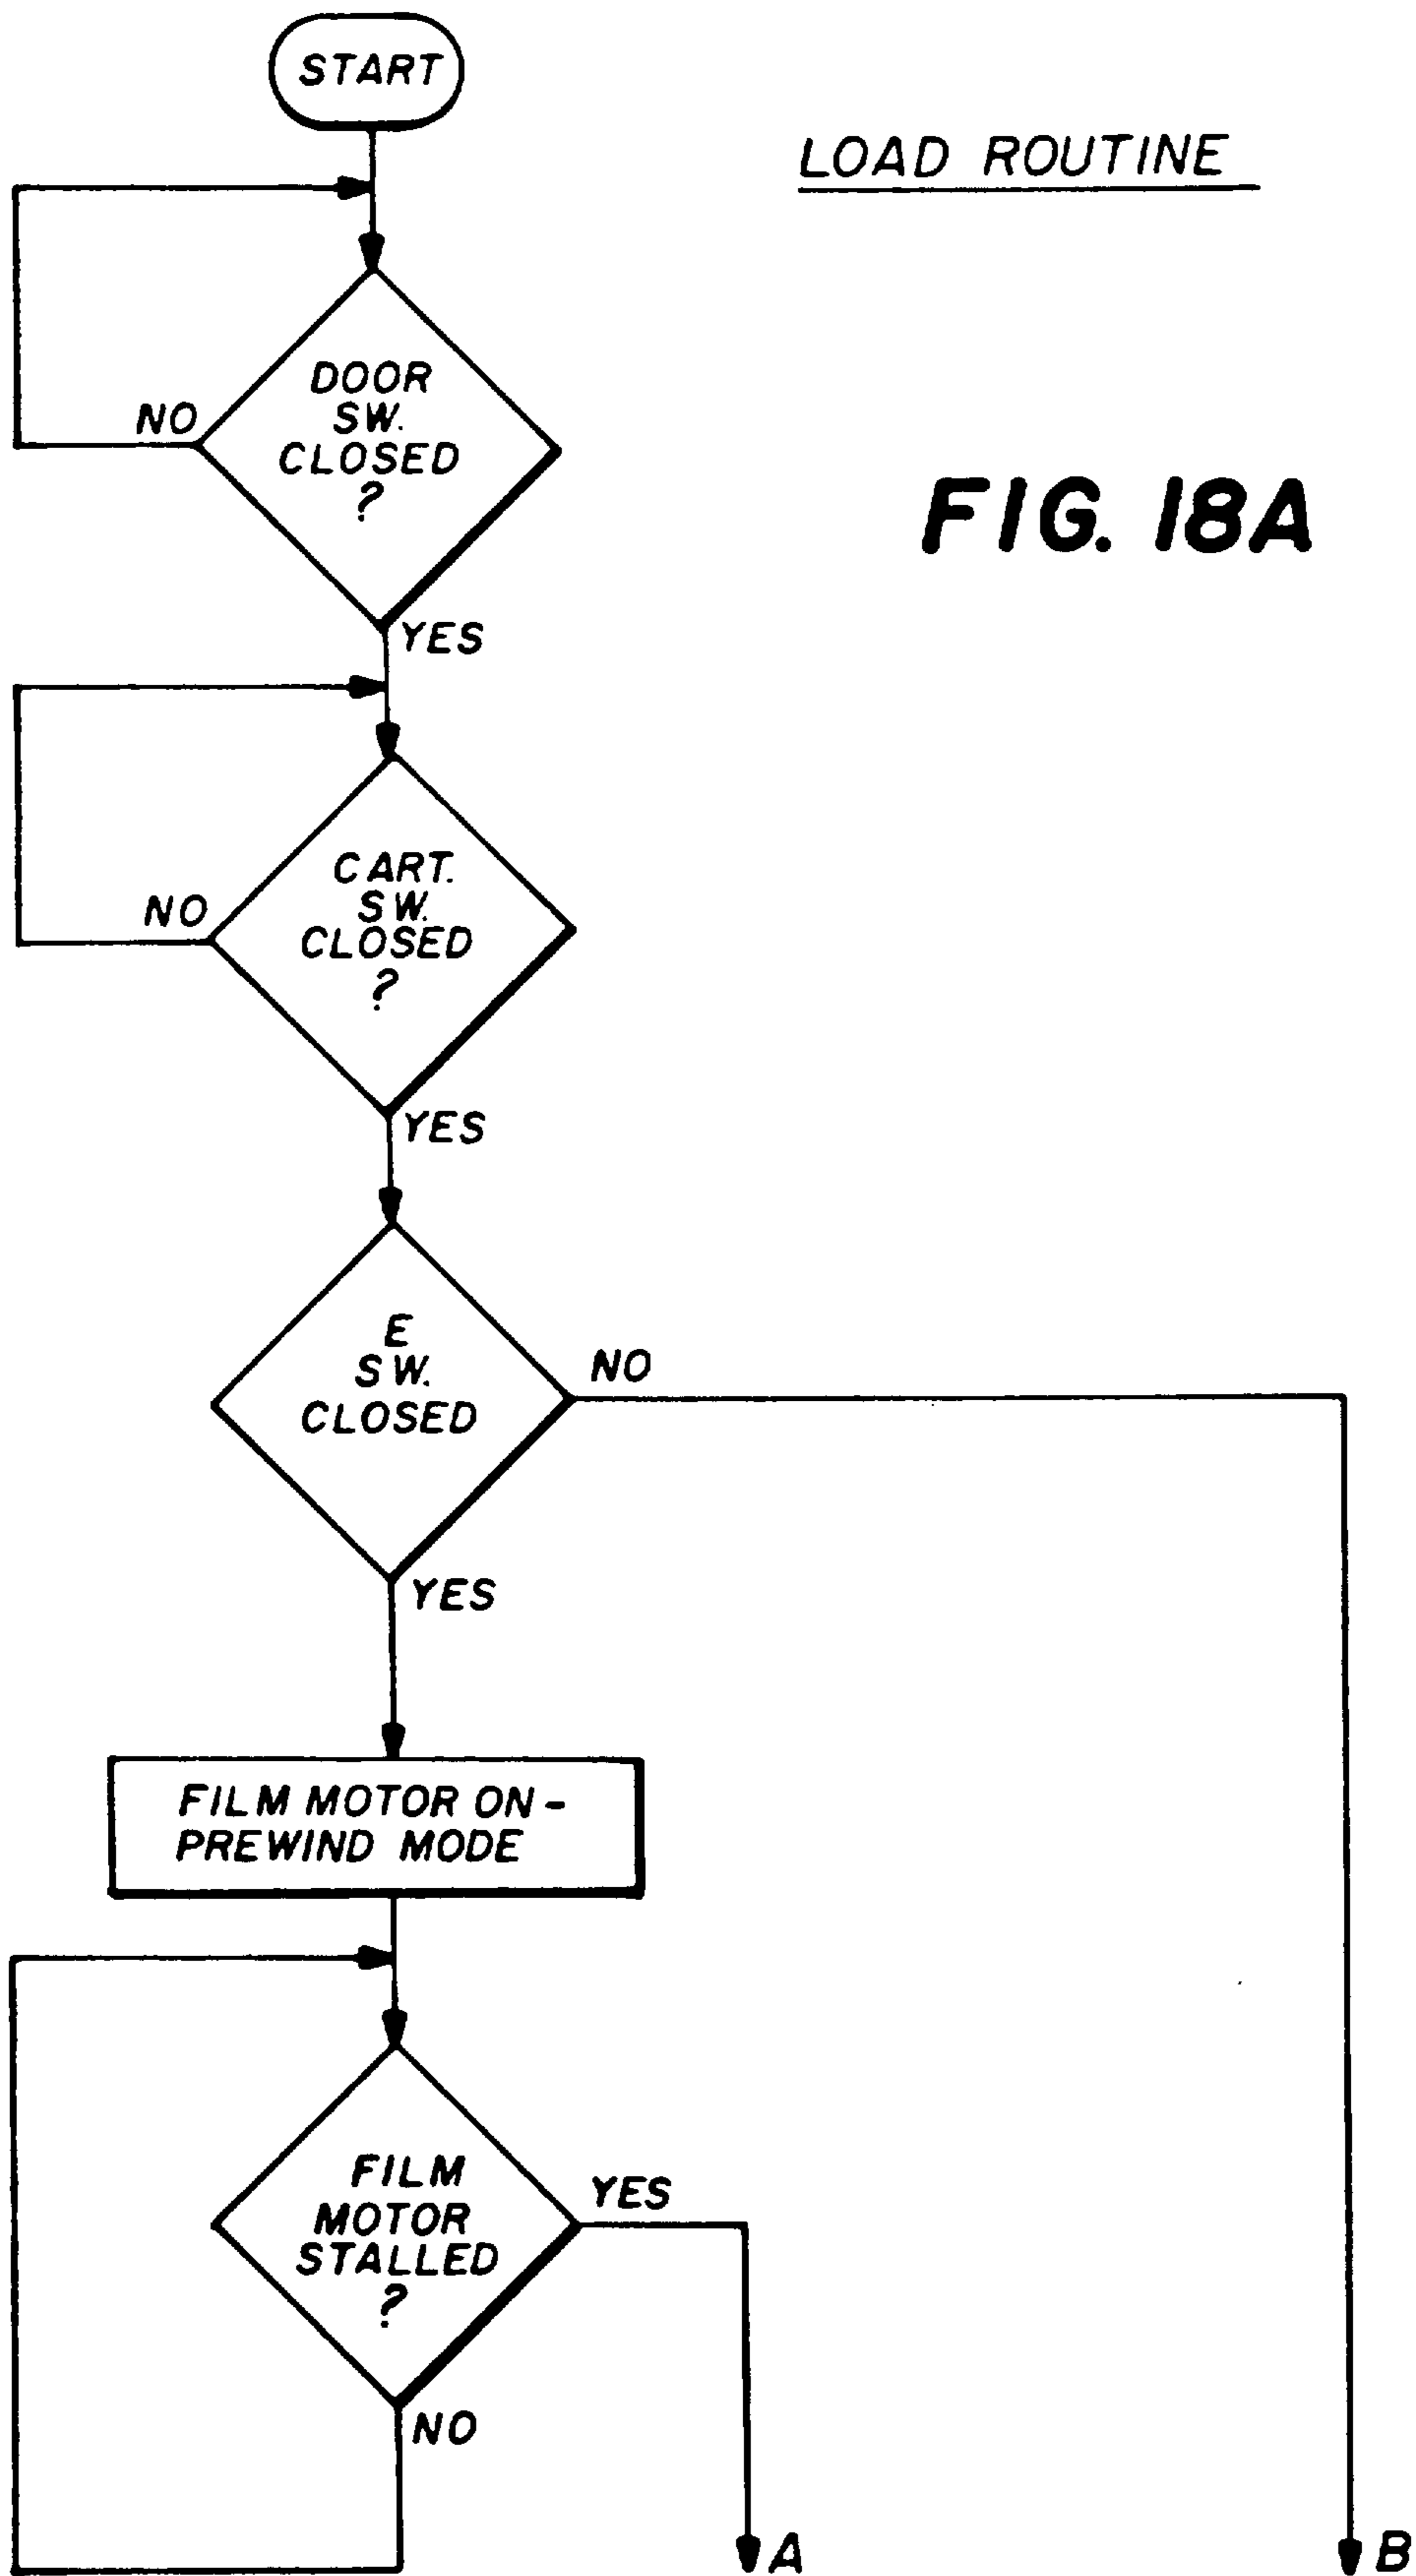 START
LOAD ROUTINE
DOOR
SW.
CLOSED
?
NO
FIG. 18A
YES
CART.
SW.
CLOSED
?
NO
YES
E
SW.
CLOSED
NO
YES
FILM MOTOR ON -
PREWIND MODE
FILM
MOTOR
STALLED
?
YES
NO
A
B